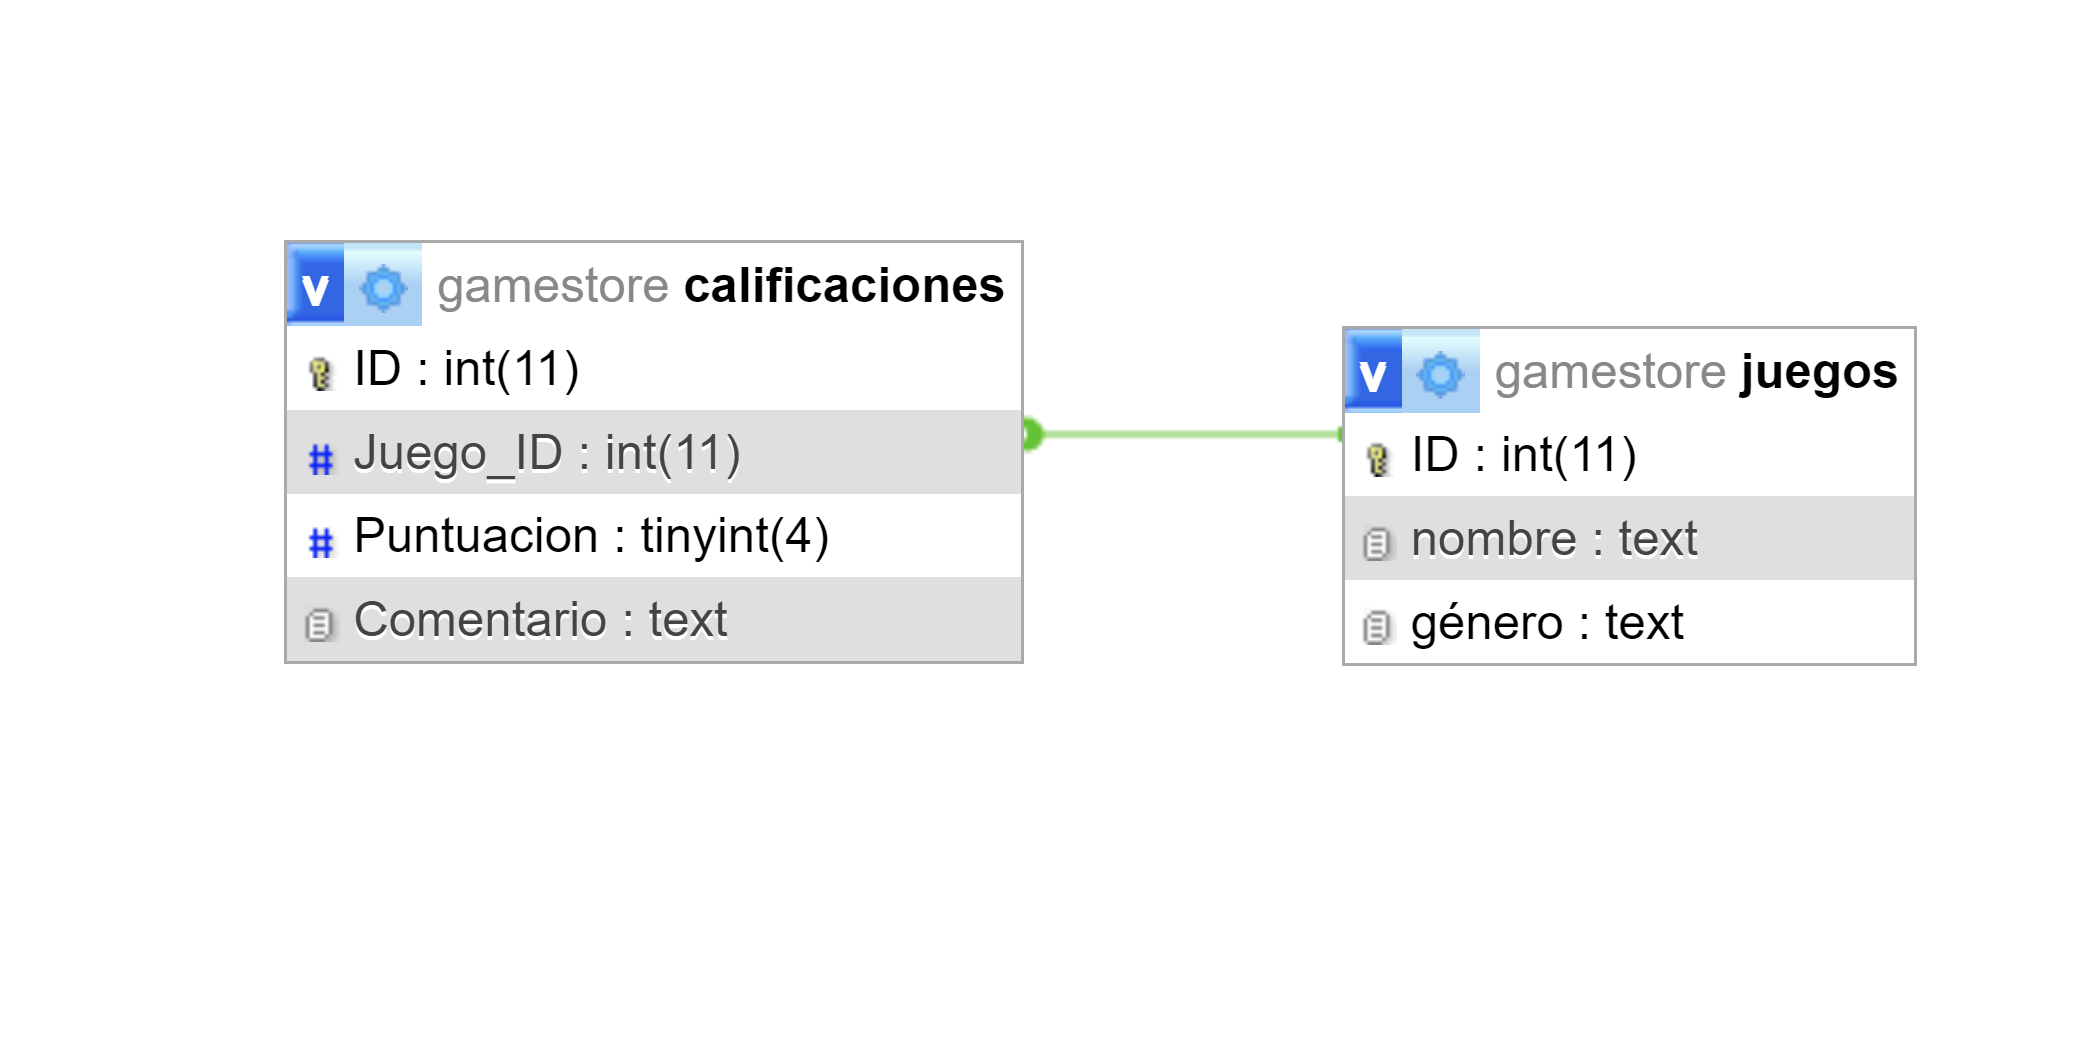 v gamestore calificaciones
ID : int(11)
# Juego_ID : int(11)
# Puntuacion : tinyint(4)
Comentario : text
v gamestore juegos
ID : int(11)
nombre : text
género : text